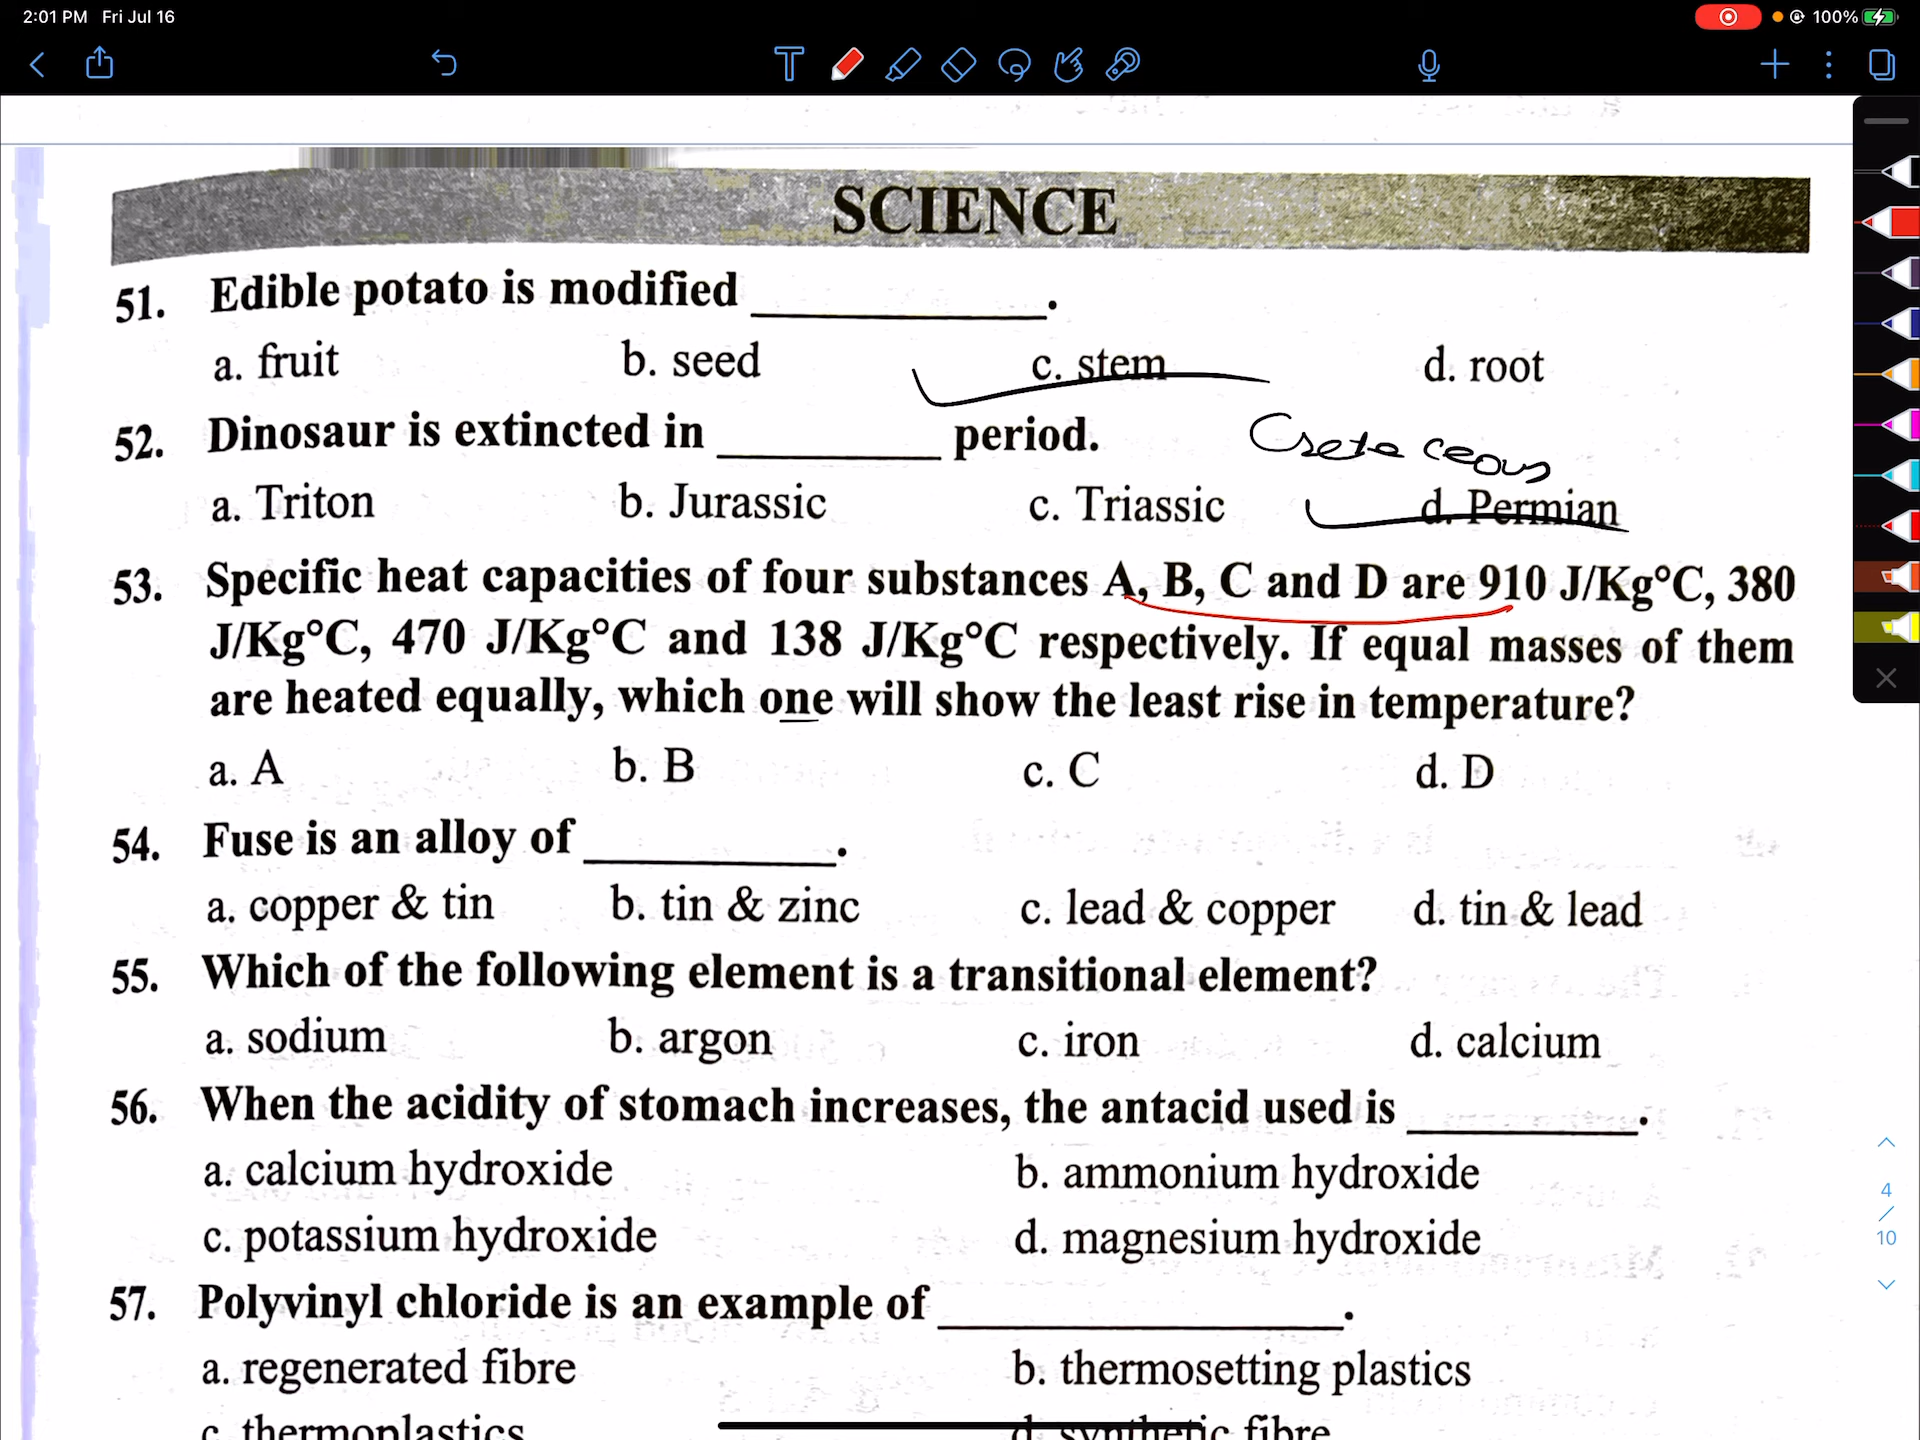 2:01 PM Fri Jul 16
100%
SCIENCE
51. Edible potato is modified ____________.
a. fruit b. seed c. stem d. root
52. Dinosaur is extincted in _________ period. Cretaceous
a. Triton b. Jurassic c. Triassic d. Permian
53. Specific heat capacities of four substances A, B, C and D are 910 J/Kg°C, 380
J/Kg°C, 470 J/Kg°C and 138 J/Kg°C respectively. If equal masses of them
are heated equally, which one will show the least rise in temperature?
a. A b. B c. C d. D
54. Fuse is an alloy of __________.
a. copper & tin b. tin & zinc c. lead & copper d. tin & lead
55. Which of the following element is a transitional element?
a. sodium b. argon c. iron d. calcium
56. When the acidity of stomach increases, the antacid used is _________.
a. calcium hydroxide b. ammonium hydroxide
c. potassium hydroxide d. magnesium hydroxide
57. Polyvinyl chloride is an example of ________________.
a. regenerated fibre b. thermosetting plastics
c. thermoplastics d. synthetic fibre
4
/
10